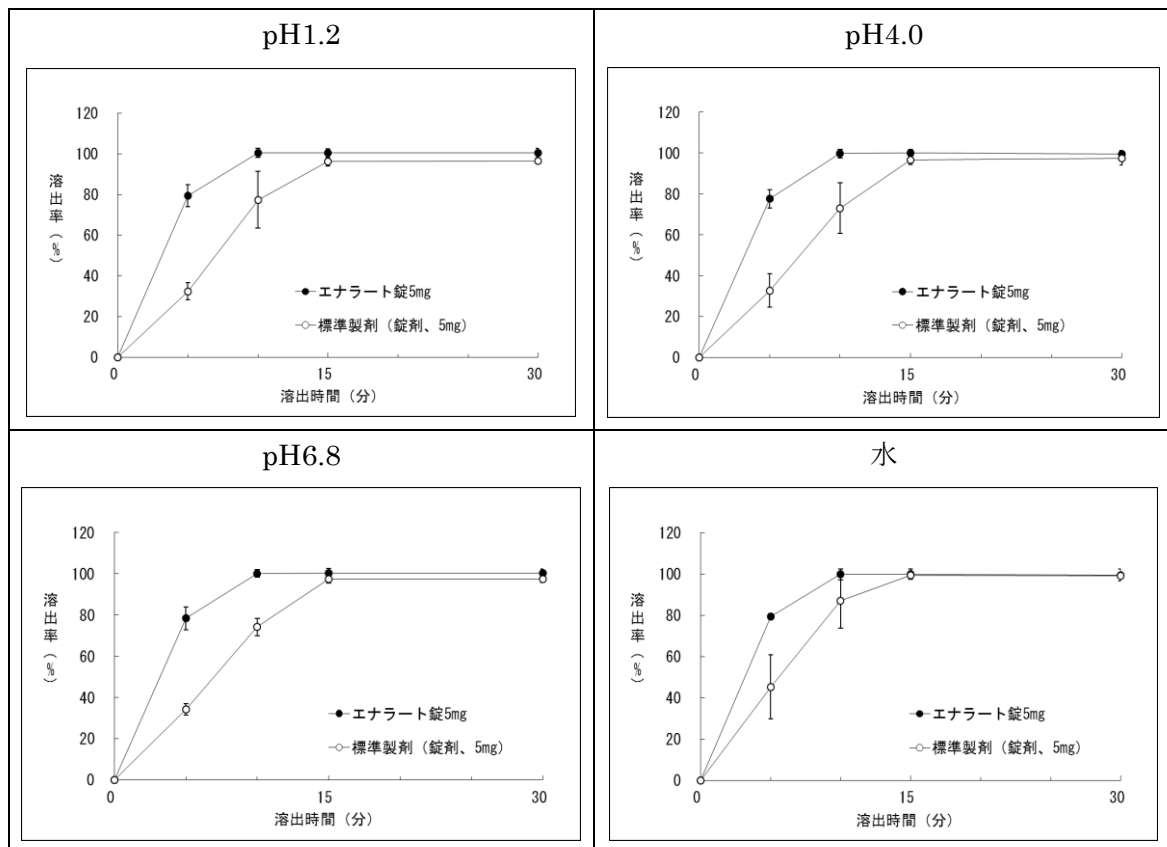 pH1.2
120
100
80
60
40
20
0
溶出率(%)
0 15 30
溶出時間（分）
エナラート錠5mg
標準製剤（錠剤、5mg）
pH4.0
120
100
80
60
40
20
0
溶出率(%)
0 15 30
溶出時間（分）
エナラート錠5mg
標準製剤（錠剤、5mg）
pH6.8
120
100
80
60
40
20
0
溶出率(%)
0 15 30
溶出時間（分）
エナラート錠5mg
標準製剤（錠剤、5mg）
水
120
100
80
60
40
20
0
溶出率(%)
0 15 30
溶出時間（分）
エナラート錠5mg
標準製剤（錠剤、5mg）